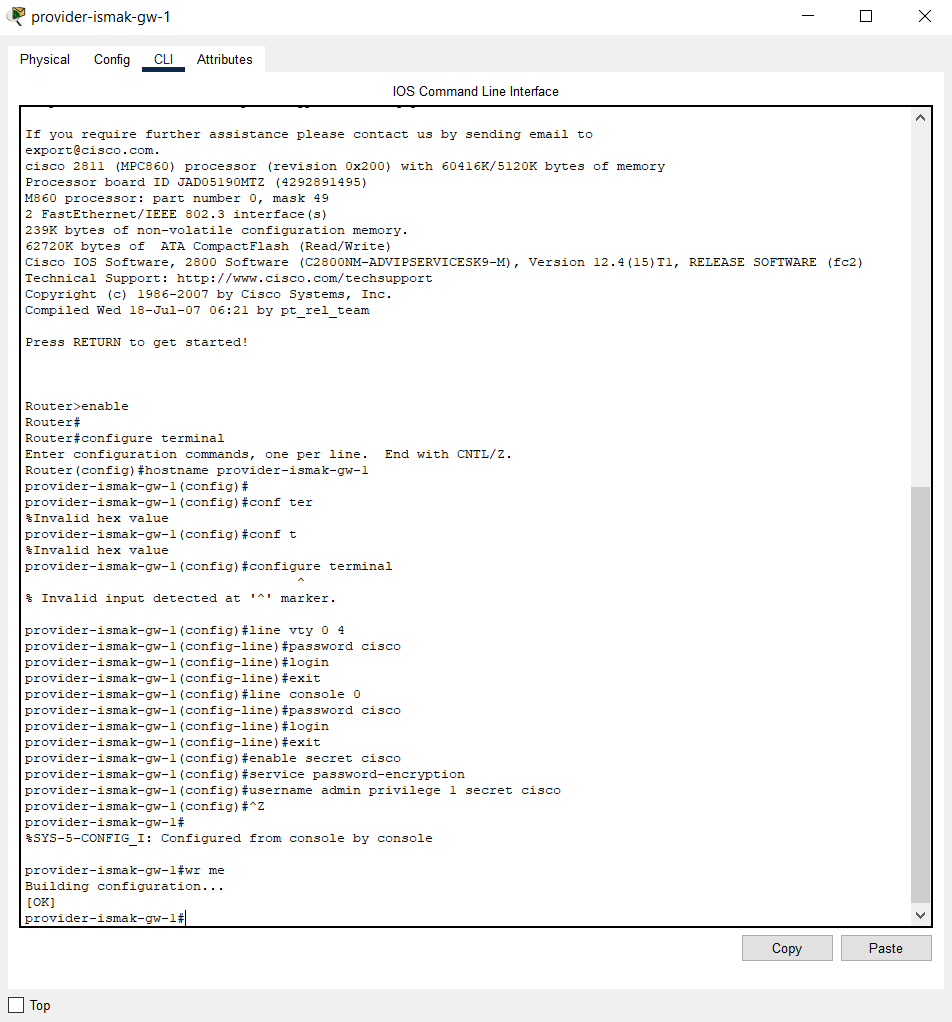 provider-ismak-gw-1
Physical Config CLI Attributes
IOS Command Line Interface
If you require further assistance please contact us by sending email to
export@cisco.com.
cisco 2811 (MPC860) processor (revision 0x200) with 60416K/5120K bytes of memory
Processor board ID JAD05190MTZ (4292891495)
M860 processor: part number 0, mask 49
2 FastEthernet/IEEE 802.3 interface(s)
239K bytes of non-volatile configuration memory.
62720K bytes of  ATA CompactFlash (Read/Write)
Cisco IOS Software, 2800 Software (C2800NM-ADVIPSERVICESK9-M), Version 12.4(15)T1, RELEASE SOFTWARE (fc2)
Technical Support: http://www.cisco.com/techsupport
Copyright (c) 1986-2007 by Cisco Systems, Inc.
Compiled Wed 18-Jul-07 06:21 by pt_rel_team
Press RETURN to get started!
Router>enable
Router#
Router#configure terminal
Enter configuration commands, one per line.  End with CNTL/Z.
Router(config)#hostname provider-ismak-gw-1
provider-ismak-gw-1(config)#
provider-ismak-gw-1(config)#conf ter
%Invalid hex value
provider-ismak-gw-1(config)#conf t
%Invalid hex value
provider-ismak-gw-1(config)#configure terminal
^
% Invalid input detected at '^' marker.
provider-ismak-gw-1(config)#line vty 0 4
provider-ismak-gw-1(config-line)#password cisco
provider-ismak-gw-1(config-line)#login
provider-ismak-gw-1(config-line)#exit
provider-ismak-gw-1(config)#line console 0
provider-ismak-gw-1(config-line)#password cisco
provider-ismak-gw-1(config-line)#login
provider-ismak-gw-1(config-line)#exit
provider-ismak-gw-1(config)#enable secret cisco
provider-ismak-gw-1(config)#service password-encryption
provider-ismak-gw-1(config)#username admin privilege 1 secret cisco
provider-ismak-gw-1(config)#^Z
provider-ismak-gw-1#
%SYS-5-CONFIG_I: Configured from console by console
provider-ismak-gw-1#wr me
Building configuration...
[OK]
provider-ismak-gw-1#
Copy Paste
Top